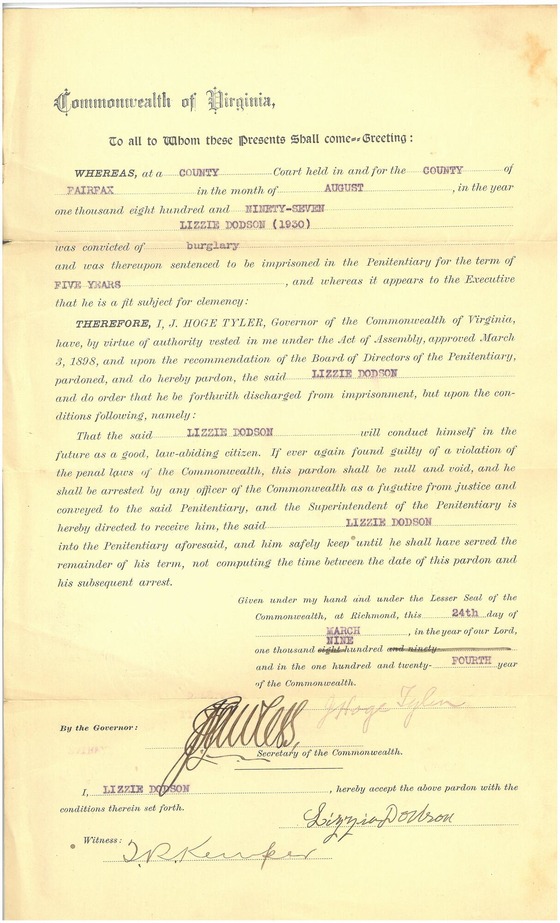 Commonwealth of Virginia,
To all to Whom these Presents Shall come--Greeting:
WHEREAS, at a COUNTY Court held in and for the COUNTY of
FAIRFAX in the month of AUGUST, in the year
one thousand eight hundred and NINETY-SEVEN
LIZZIE DODSON (1930)
was convicted of burglary
and was thereupon sentenced to be imprisoned in the Penitentiary for the term of
FIVE YEARS, and whereas it appears to the Executive
that he is a fit subject for clemency:
THEREFORE, I, J. HOGE TYLER, Governor of the Commonwealth of Virginia,
have, by virtue of authority vested in me under the Act of Assembly, approved March
3, 1898, and upon the recommendation of the Board of Directors of the Penitentiary,
pardoned, and do hereby pardon, the said LIZZIE DODSON
and do order that he be forthwith discharged from imprisonment, but upon the con-
ditions following, namely:
That the said LIZZIE DODSON will conduct himself in the
future as a good, law-abiding citizen. If ever again found guilty of a violation of
the penal laws of the Commonwealth, this pardon shall be null and void, and he
shall be arrested by any officer of the Commonwealth as a fugitive from justice and
conveyed to the said Penitentiary, and the Superintendent of the Penitentiary is
hereby directed to receive him, the said LIZZIE DODSON
into the Penitentiary aforesaid, and him safely keep until he shall have served the
remainder of his term, not computing the time between the date of this pardon and
his subsequent arrest.
Given under my hand and under the Lesser Seal of the
Commonwealth, at Richmond, this 24th day of
MARCH, in the year of our Lord,
NINE
one thousand eight hundred and ninety
and in the one hundred and twenty-FOURTH year
of the Commonwealth.
J Hoge Tyler
By the Governor:
Secretary of the Commonwealth.
I, LIZZIE DODSON, hereby accept the above pardon with the
conditions therein set forth.
Lizzie Dodson
Witness: